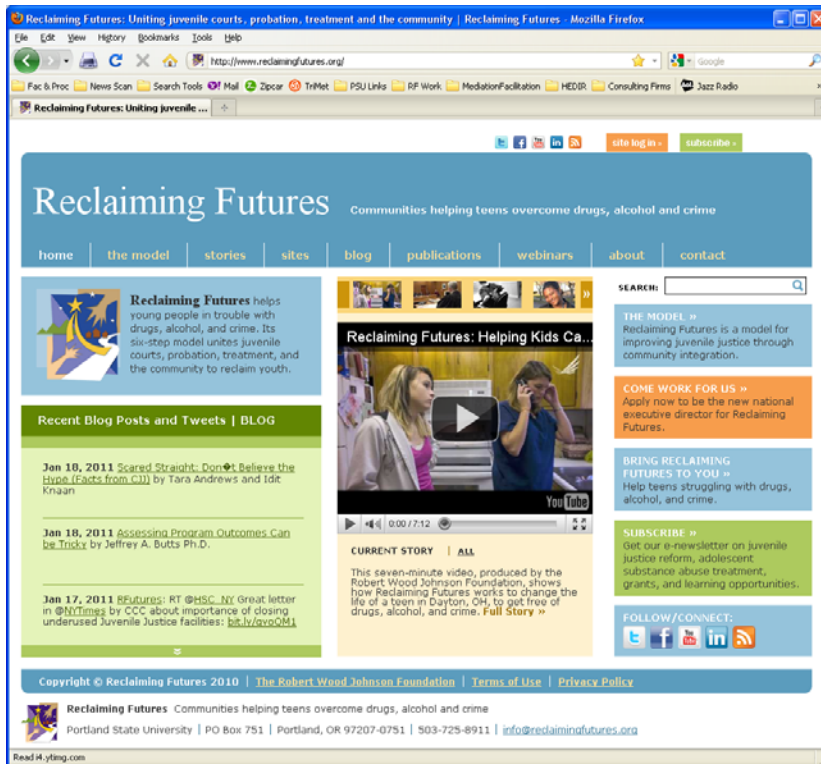 Reclaiming Futures: Uniting juvenile courts, probation, treatment and the community | Reclaiming Futures - Mozilla Firefox
File Edit View History Bookmarks Tools Help
http://www.reclaimingfutures.org/
Google
Fac & Proc News Scan Search Tools Mail Zipcar TriMet PSU Links RF Work MediationFacilitation HEDIR Consulting Firms Jazz Radio
Reclaiming Futures: Uniting juvenile ...
site log in »
subscribe »
Reclaiming Futures
Communities helping teens overcome drugs, alcohol and crime
home the model stories sites blog publications webinars about contact
Reclaiming Futures helps
young people in trouble with
drugs, alcohol, and crime. Its
six-step model unites juvenile
courts, probation, treatment, and
the community to reclaim youth.
Recent Blog Posts and Tweets | BLOG
Jan 18, 2011 Scared Straight: Don�t Believe the
Hype (Facts from CJJ) by Tara Andrews and Idit
Knaan
Jan 18, 2011 Assessing Program Outcomes Can
be Tricky by Jeffrey A. Butts Ph.D.
Jan 17, 2011 RFutures: RT @HSC_NY Great letter
in @NYTimes by CCC about importance of closing
underused Juvenile Justice facilities: bit.ly/gvoQM1
Reclaiming Futures: Helping Kids Ca...
YouTube
0:00 / 7:12
CURRENT STORY | ALL
This seven-minute video, produced by the
Robert Wood Johnson Foundation, shows
how Reclaiming Futures works to change the
life of a teen in Dayton, OH, to get free of
drugs, alcohol, and crime. Full Story »
SEARCH:
THE MODEL »
Reclaiming Futures is a model for
improving juvenile justice through
community integration.
COME WORK FOR US »
Apply now to be the new national
executive director for Reclaiming
Futures.
BRING RECLAIMING
FUTURES TO YOU »
Help teens struggling with drugs,
alcohol, and crime.
SUBSCRIBE »
Get our e-newsletter on juvenile
justice reform, adolescent
substance abuse treatment,
grants, and learning opportunities.
FOLLOW/CONNECT:
Copyright © Reclaiming Futures 2010 | The Robert Wood Johnson Foundation | Terms of Use | Privacy Policy
Reclaiming Futures Communities helping teens overcome drugs, alcohol and crime
Portland State University | PO Box 751 | Portland, OR 97207-0751 | 503-725-8911 | info@reclaimingfutures.org
Read i4.ytimg.com